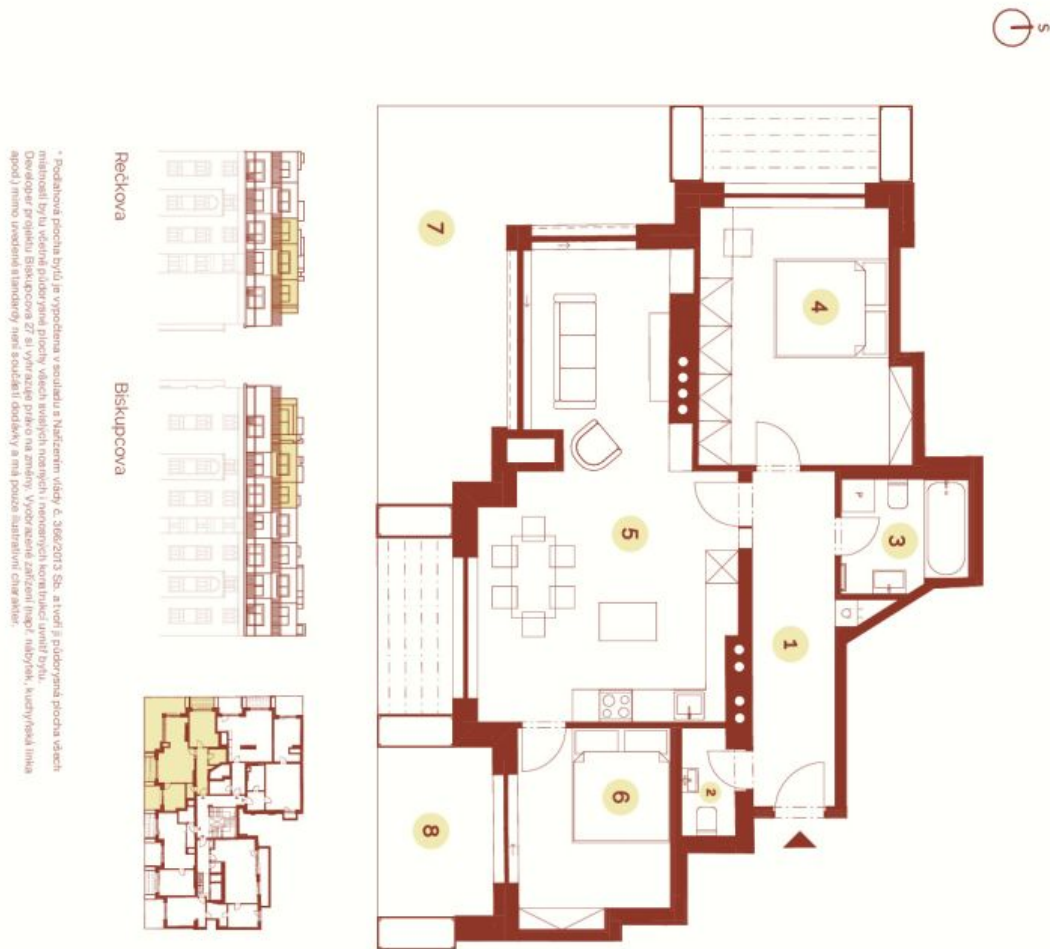 S
7
4
3
5
1
2
6
8
P
Rečkova
Biskupcova
* Podlahová plocha bytů je vypočtena v souladu s Nařízením vlády č. 366/2013 Sb. a tvoří ji půdorysná plocha všech
místností bytu včetně půdorysné plochy všech svislých nosných i nenosných konstrukcí uvnitř bytu.
Developer projektu Biskupcova 27 si vyhrazuje právo na změny. Vyobrazené zařízení (např. nábytek, kuchyňská linka
apod.) mimo uvedené standardy není součástí dodávky a má pouze ilustrativní charakter.